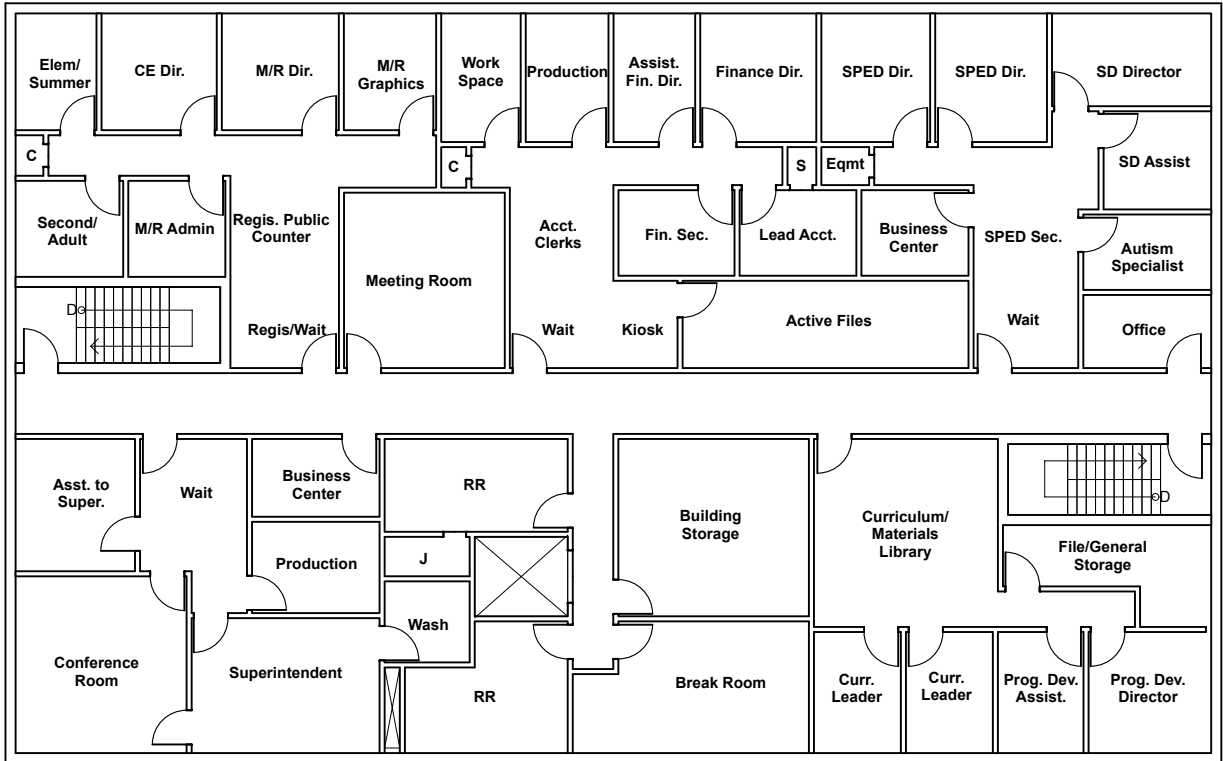 Elem/
Summer
CE Dir.
M/R Dir.
M/R
Graphics
Work
Space
Production
Assist.
Fin. Dir.
Finance Dir.
SPED Dir.
SPED Dir.
SD Director
C
C
S
Eqmt
SD Assist
Second/
Adult
M/R Admin
Regis. Public
Counter
Acct.
Clerks
Fin. Sec.
Lead Acct.
Business
Center
SPED Sec.
Autism
Specialist
Meeting Room
D
Regis/Wait
Wait
Kiosk
Active Files
Wait
Office
Asst. to
Super.
Wait
Business
Center
RR
Building
Storage
Curriculum/
Materials
Library
D
File/General
Storage
Production
J
Wash
Conference
Room
Superintendent
RR
Break Room
Curr.
Leader
Curr.
Leader
Prog. Dev.
Assist.
Prog. Dev.
Director